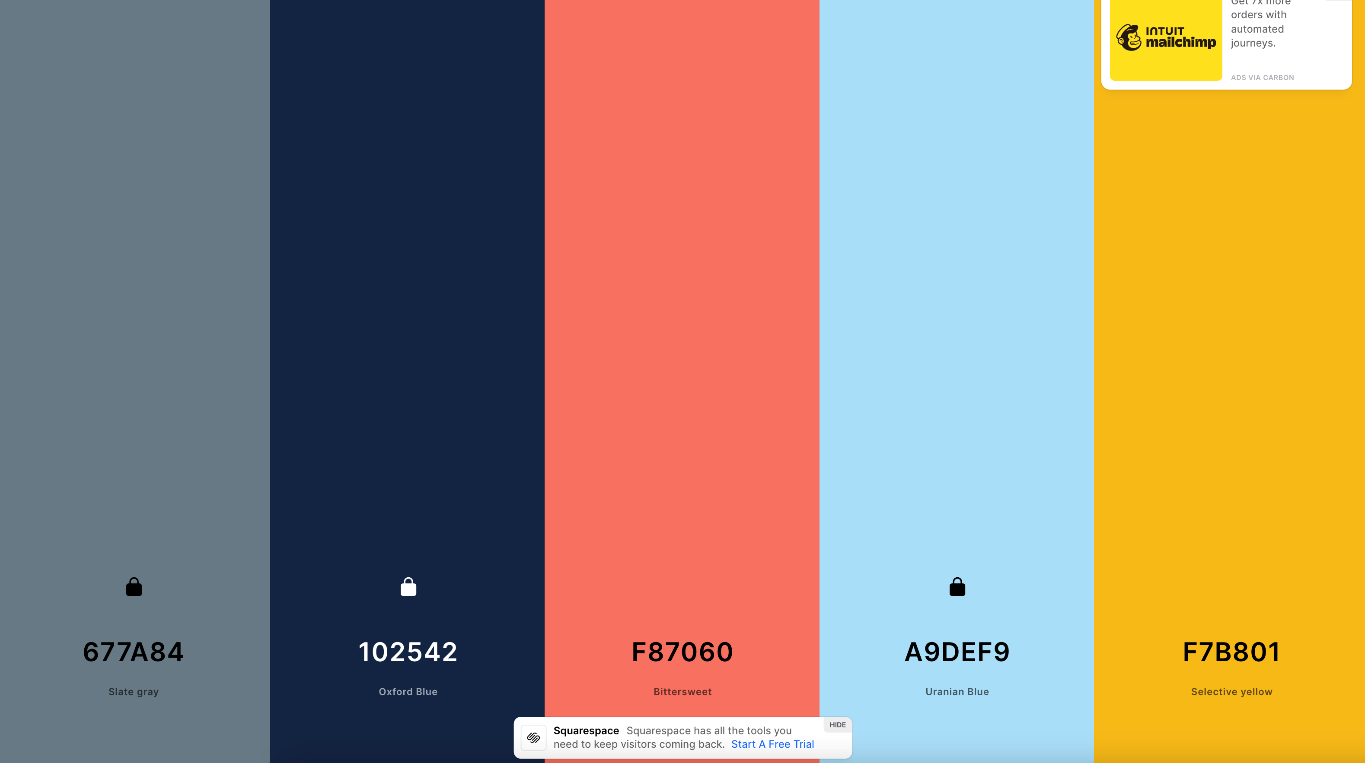 Get 7x more
orders with
automated
journeys.
INTUIT
mailchimp
ADS VIA CARBON
677A84
102542
F87060
A9DEF9
F7B801
Slate gray
Oxford Blue
Bittersweet
Uranian Blue
Selective yellow
HIDE
Squarespace Squarespace has all the tools you
need to keep visitors coming back. Start A Free Trial